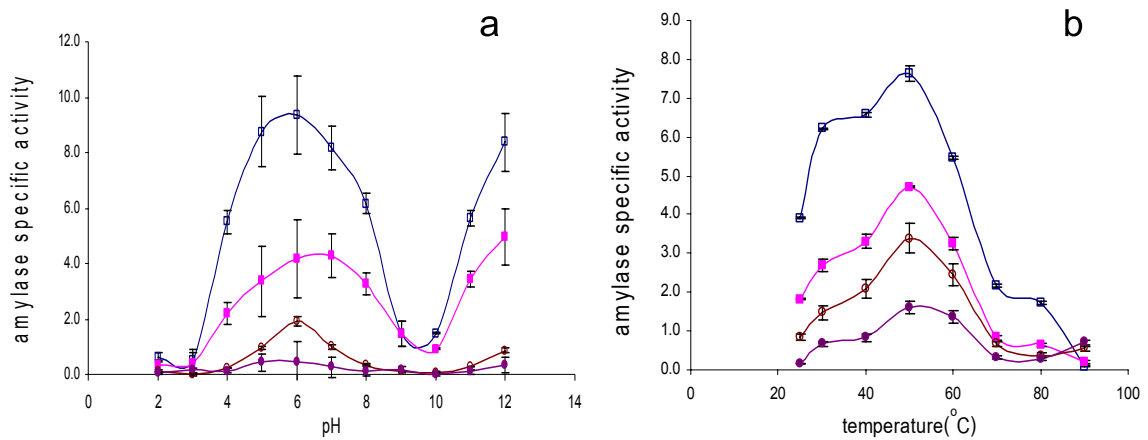 a
amylase specific activity
12.0
10.0
8.0
6.0
4.0
2.0
0.0
0 2 4 6 8 10 12 14
pH
b
amylase specific activity
9.0
8.0
7.0
6.0
5.0
4.0
3.0
2.0
1.0
0.0
0 20 40 60 80 100
temperature(°C)